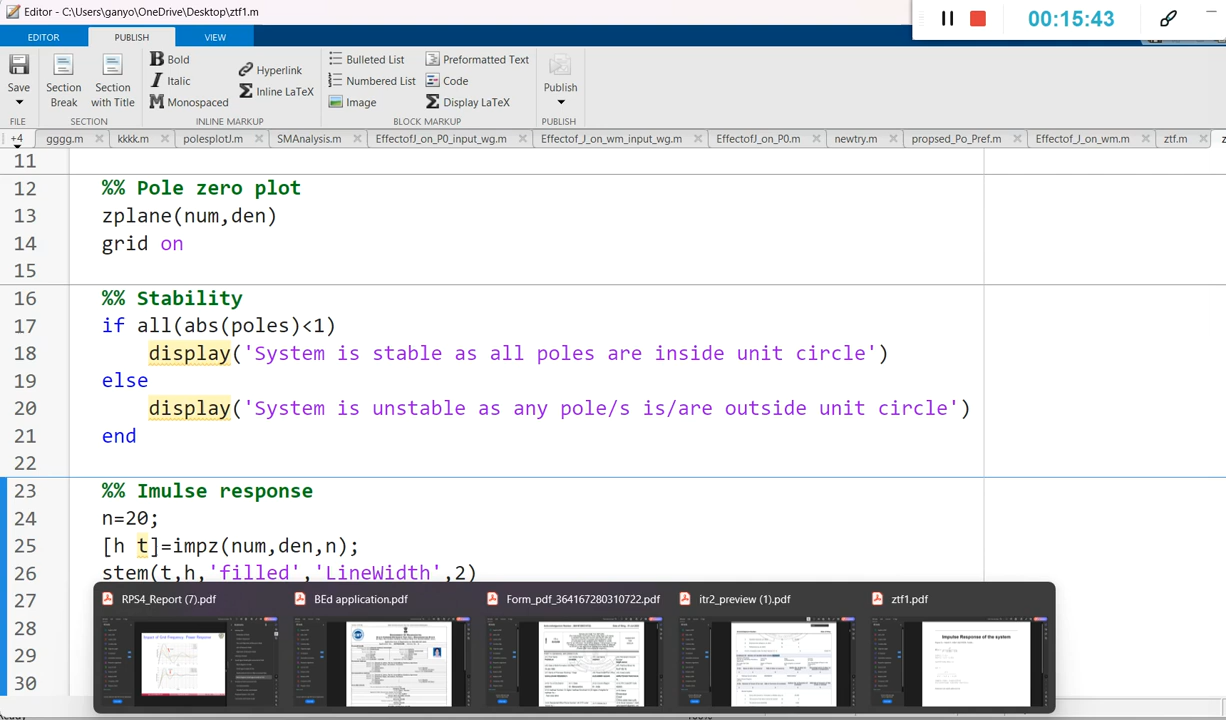 Editor - C:\Users\ganyo\OneDrive\Desktop\ztf1.m
00:15:43
EDITOR PUBLISH VIEW
Save
Section Break
Section with Title
Bold
Italic
Monospaced
Hyperlink
Inline LaTeX
Bulleted List
Numbered List
Image
Preformatted Text
Code
Display LaTeX
Publish
FILE SECTION INLINE MARKUP BLOCK MARKUP PUBLISH
+4 gggg.m kkkk.m polesplotJ.m SMAnalysis.m EffectofJ_on_P0_input_wg.m Effectof_J_on_wm_input_wg.m EffectofJ_on_P0.m newtry.m propsed_Po_Pref.m Effectof_J_on_wm.m ztf.m
11
12 %% Pole zero plot
13 zplane(num,den)
14 grid on
15
16 %% Stability
17 if all(abs(poles)<1)
18 display('System is stable as all poles are inside unit circle')
19 else
20 display('System is unstable as any pole/s is/are outside unit circle')
21 end
22
23 %% Imulse response
24 n=20;
25 [h t]=impz(num,den,n);
26 stem(t,h,'filled','LineWidth',2)
27
28
29
30
RPS4_Report (7).pdf BEd application.pdf Form_pdf_364167280310722.pdf itr2_preview (1).pdf ztf1.pdf
Impulse Response of the system